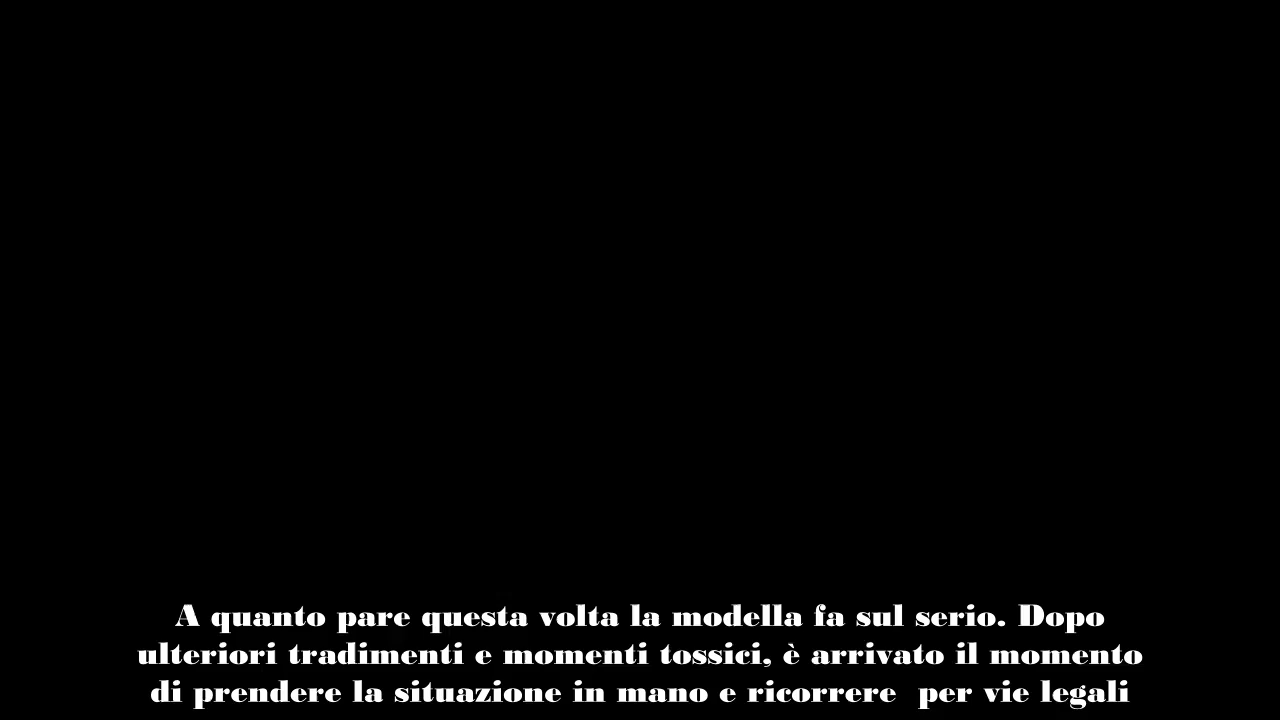 A quanto pare questa volta la modella fa sul serio. Dopo
ulteriori tradimenti e momenti tossici, è arrivato il momento
di prendere la situazione in mano e ricorrere  per vie legali